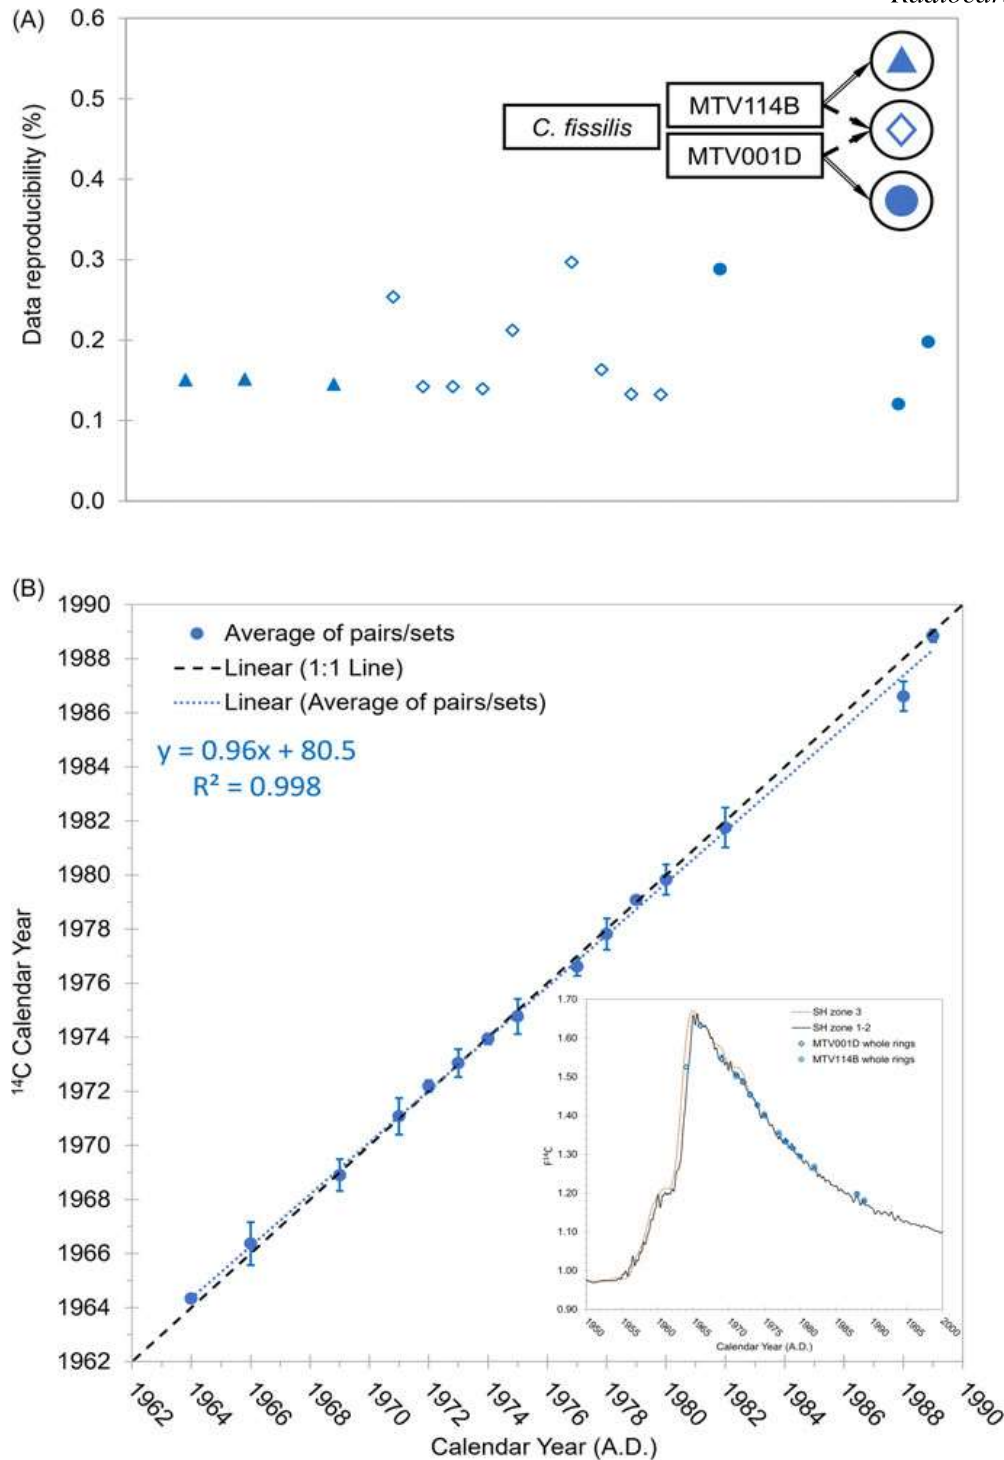 (A)
0.6
0.5
0.4
0.3
0.2
0.1
0.0
Data reproducibility (%)
C. fissilis
MTV114B
MTV001D
(B)
1990
1988
1986
1984
1982
1980
1978
1976
1974
1972
1970
1968
1966
1964
1962
14C Calendar Year
Average of pairs/sets
Linear (1:1 Line)
Linear (Average of pairs/sets)
y = 0.96x + 80.5
R² = 0.998
1.70
1.60
1.50
1.40
1.30
1.20
1.10
1.00
0.90
F14C
SH zone 3
SH zone 1-2
MTV001D whole rings
MTV114B whole rings
1950 1955 1960 1965 1970 1975 1980 1985 1990 1995 2000
Calendar Year (A.D.)
1962 1964 1966 1968 1970 1972 1974 1976 1978 1980 1982 1984 1986 1988 1990
Calendar Year (A.D.)